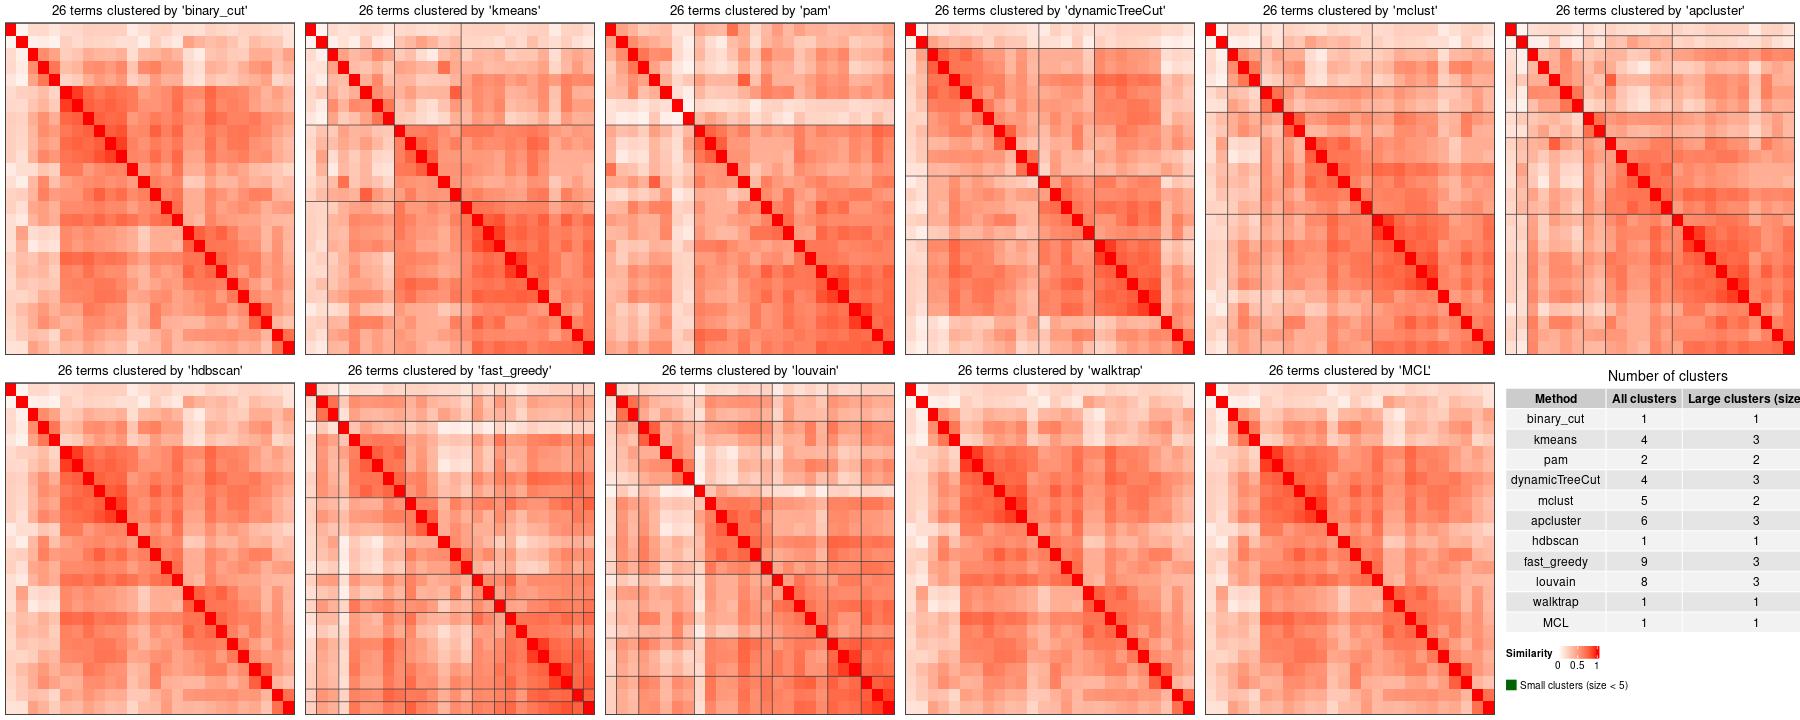 26 terms clustered by 'binary_cut'
26 terms clustered by 'kmeans'
26 terms clustered by 'pam'
26 terms clustered by 'dynamicTreeCut'
26 terms clustered by 'mclust'
26 terms clustered by 'apcluster'
26 terms clustered by 'hdbscan'
26 terms clustered by 'fast_greedy'
26 terms clustered by 'louvain'
26 terms clustered by 'walktrap'
26 terms clustered by 'MCL'
Number of clusters
Method All clusters Large clusters (size
binary_cut 1 1
kmeans 4 3
pam 2 2
dynamicTreeCut 4 3
mclust 5 2
apcluster 6 3
hdbscan 1 1
fast_greedy 9 3
louvain 8 3
walktrap 1 1
MCL 1 1
Similarity
0 0.5 1
Small clusters (size < 5)